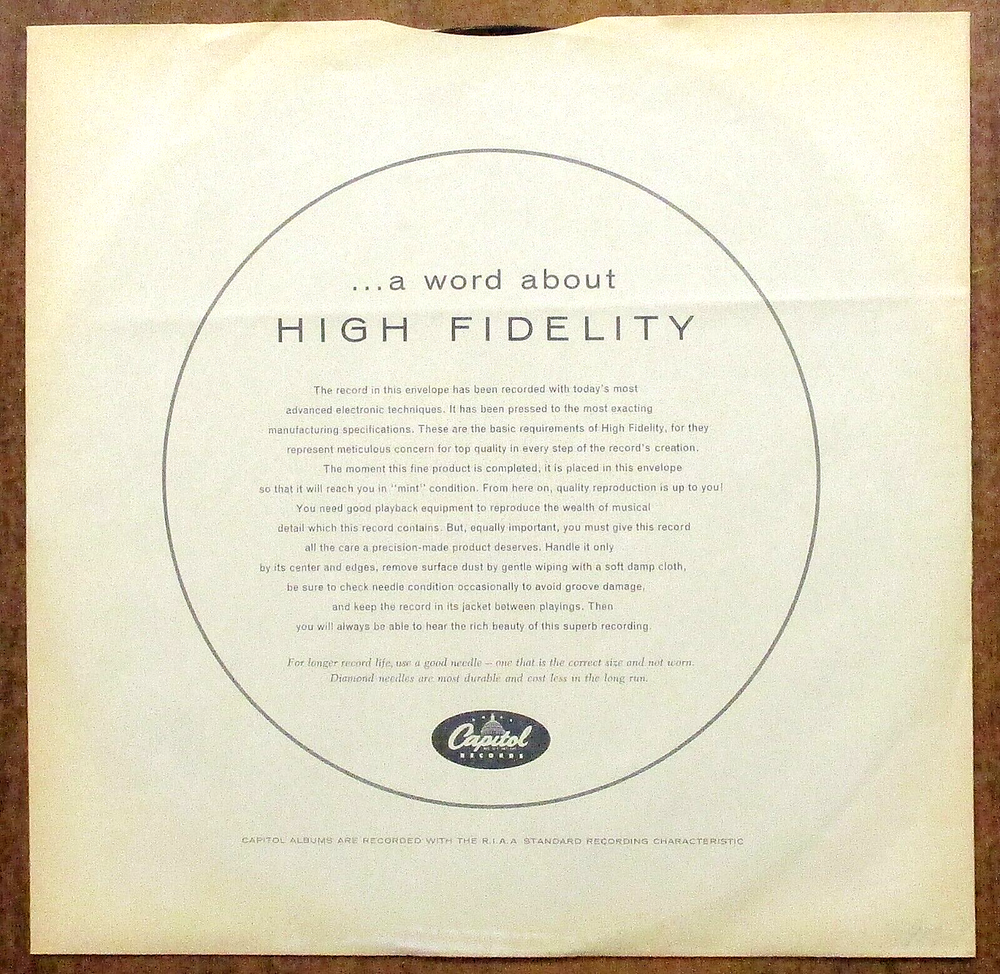 ...a word about
HIGH FIDELITY
The record in this envelope has been recorded with today's most
advanced electronic techniques. It has been pressed to the most exacting
manufacturing specifications. These are the basic requirements of High Fidelity, for they
represent meticulous concern for top quality in every step of the record's creation.
The moment this fine product is completed, it is placed in this envelope
so that it will reach you in "mint" condition. From here on, quality reproduction is up to you!
You need good playback equipment to reproduce the wealth of musical
detail which this record contains. But, equally important, you must give this record
all the care a precision-made product deserves. Handle it only
by its center and edges, remove surface dust by gentle wiping with a soft damp cloth,
be sure to check needle condition occasionally to avoid groove damage,
and keep the record in its jacket between playings. Then
you will always be able to hear the rich beauty of this superb recording.
For longer record life, use a good needle – one that is the correct size and not worn.
Diamond needles are most durable and cost less in the long run.
Capitol
RECORDS
CAPITOL ALBUMS ARE RECORDED WITH THE R.I.A.A STANDARD RECORDING CHARACTERISTIC